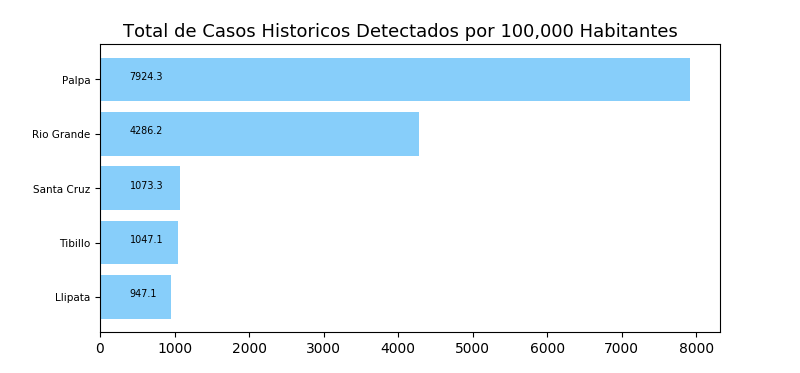 Total de Casos Historicos Detectados por 100,000 Habitantes
Palpa 7924.3
Rio Grande 4286.2
Santa Cruz 1073.3
Tibillo 1047.1
Llipata 947.1
0 1000 2000 3000 4000 5000 6000 7000 8000